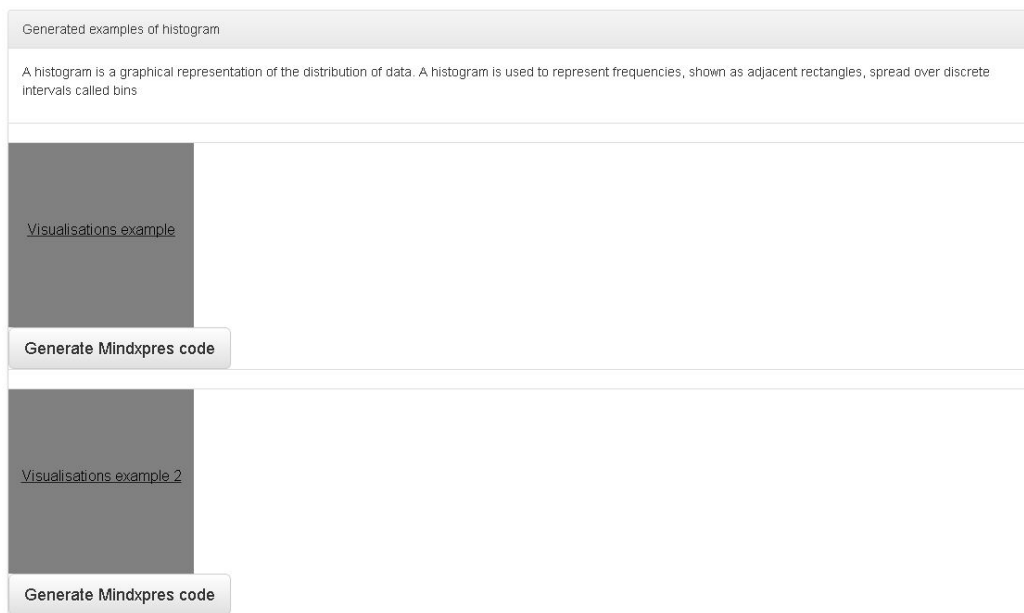 Generated examples of histogram
A histogram is a graphical representation of the distribution of data. A histogram is used to represent frequencies, shown as adjacent rectangles, spread over discrete
intervals called bins
Visualisations example
Generate Mindxpres code
Visualisations example 2
Generate Mindxpres code